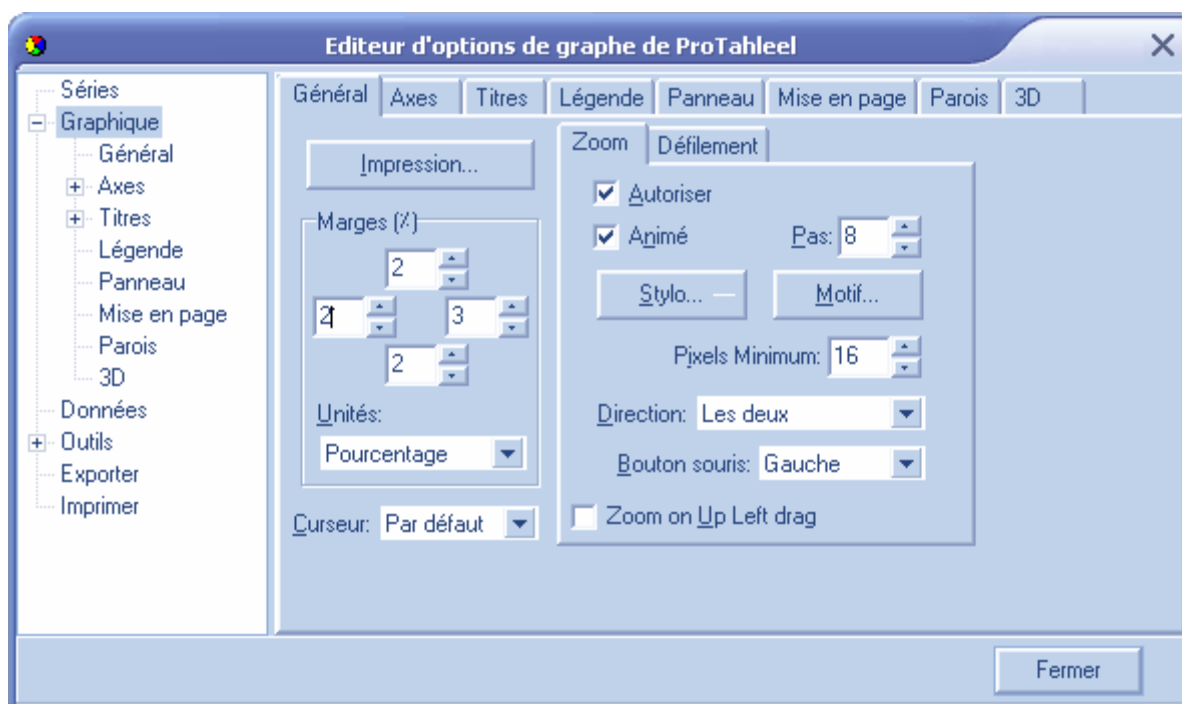 Editeur d'options de graphe de ProTahleel
Séries
Graphique
Général
Axes
Titres
Légende
Panneau
Mise en page
Parois
3D
Données
Outils
Exporter
Imprimer
Général Axes Titres Légende Panneau Mise en page Parois 3D
Impression...
Marges (%)
2
2 3
2
Unités:
Pourcentage
Curseur: Par défaut
Zoom Défilement
Autoriser
Animé Pas: 8
Stylo... Motif...
Pixels Minimum: 16
Direction: Les deux
Bouton souris: Gauche
Zoom on Up Left drag
Fermer